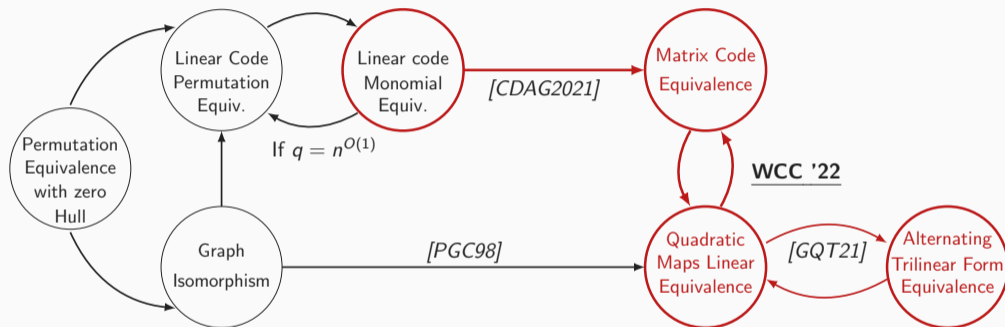 Linear Code
Permutation
Equiv.
Linear code
Monomial
Equiv.
[CDAG2021]
Matrix Code
Equivalence
If q = n^{O(1)}
Permutation
Equivalence
with zero
Hull
WCC '22
Graph
Isomorphism
[PGC98]
Quadratic
Maps Linear
Equivalence
[GQT21]
Alternating
Trilinear Form
Equivalence